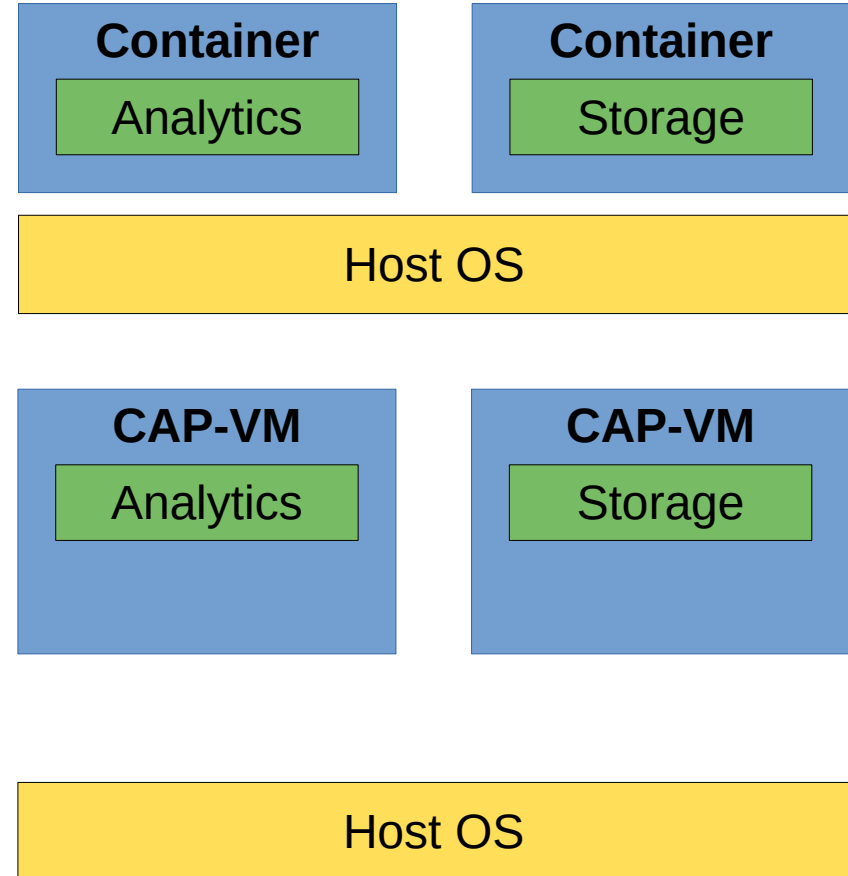 Container Container
Analytics Storage
Host OS
CAP-VM CAP-VM
Analytics Storage
Host OS